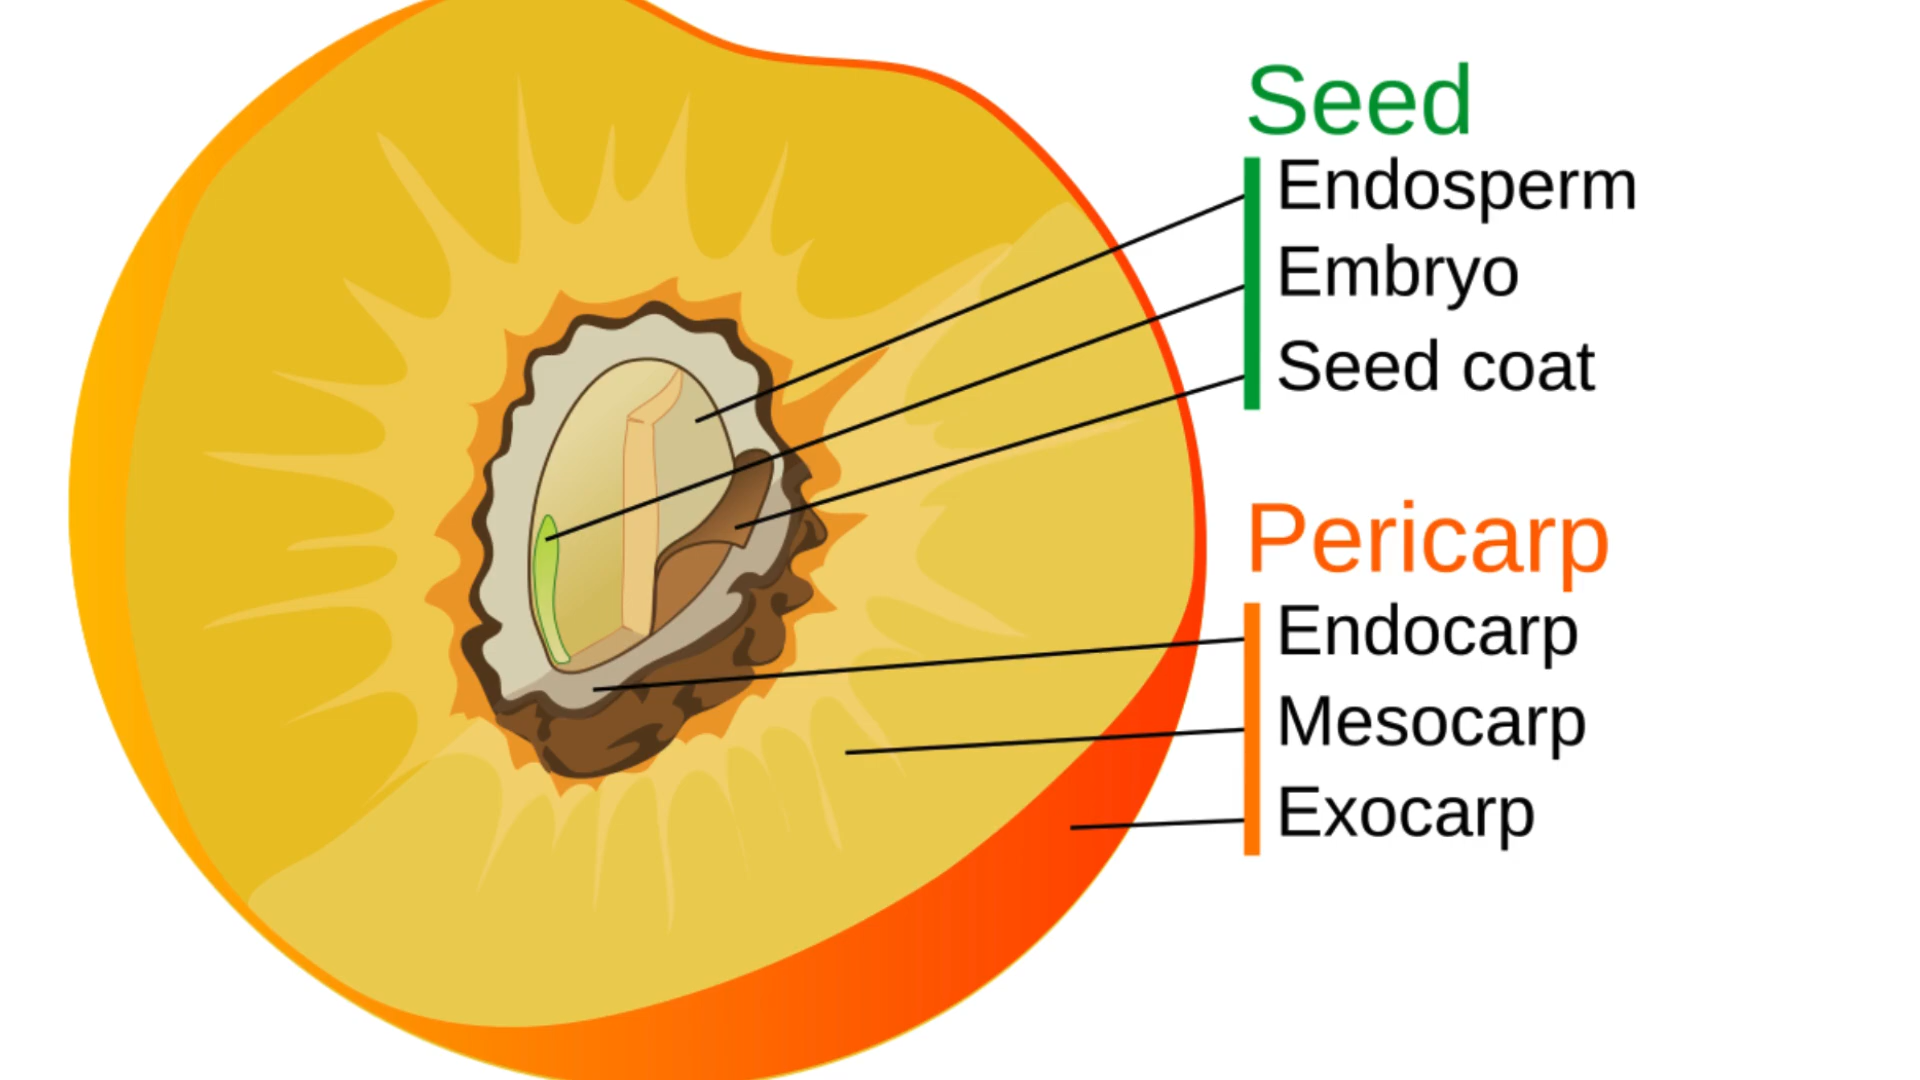 Seed
Endosperm
Embryo
Seed coat
Pericarp
Endocarp
Mesocarp
Exocarp